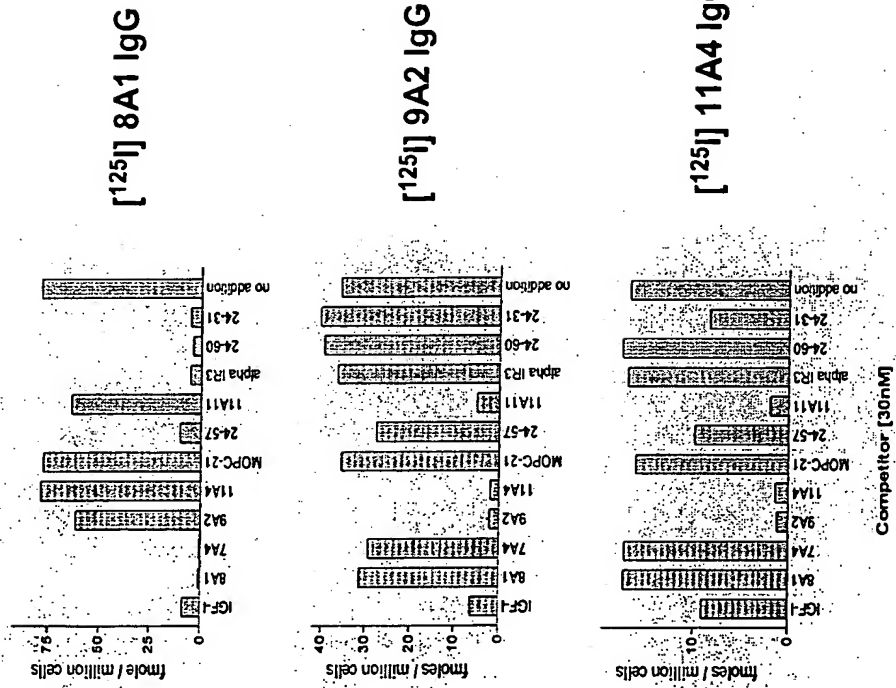 [125I] 8A1 IgG
fmole / million cells
75
50
25
0
IGF-I
8A1
7A4
9A2
11A4
MOPC-21
24-57
11A11
alpha IR3
24-60
24-31
no addition
[125I] 9A2 IgG
fmoles / million cells
40
30
20
10
0
IGF-I
8A1
7A4
9A2
11A4
MOPC-21
24-57
11A11
alpha IR3
24-60
24-31
no addition
[125I] 11A4 Ig
fmoles / million cells
10
0
IGF-I
8A1
7A4
9A2
11A4
MOPC-21
24-57
11A11
alpha IR3
24-60
24-31
no addition
Competitor [30nM]